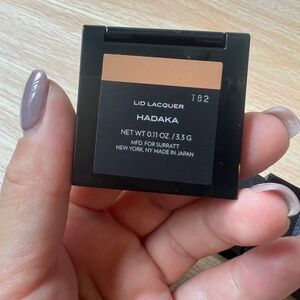 T82
LID LACQUER
HADAKA
NET WT 0.11 OZ. / 3.3 G
MFD. FOR SURRATT
NEW YORK, NY MADE IN JAPAN